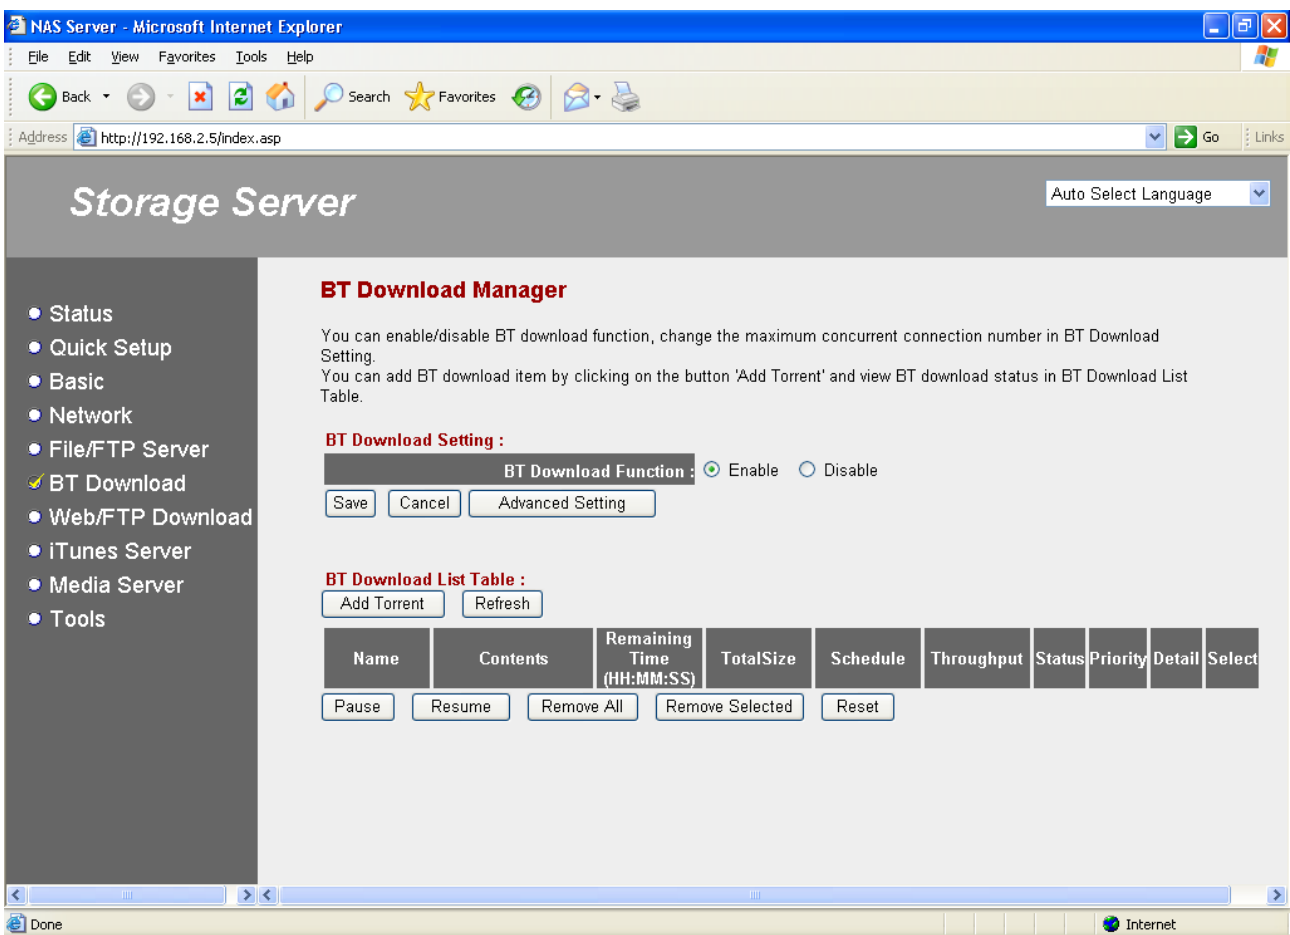 NAS Server - Microsoft Internet Explorer
File Edit View Favorites Tools Help
Back Search Favorites
Address http://192.168.2.5/index.asp Go Links
Storage Server
Auto Select Language
Status
Quick Setup
Basic
Network
File/FTP Server
BT Download
Web/FTP Download
iTunes Server
Media Server
Tools
BT Download Manager
You can enable/disable BT download function, change the maximum concurrent connection number in BT Download
Setting.
You can add BT download item by clicking on the button 'Add Torrent' and view BT download status in BT Download List
Table.
BT Download Setting :
BT Download Function : Enable Disable
Save Cancel Advanced Setting
BT Download List Table :
Add Torrent Refresh
Name Contents Remaining Time (HH:MM:SS) TotalSize Schedule Throughput Status Priority Detail Select
Pause Resume Remove All Remove Selected Reset
Done Internet